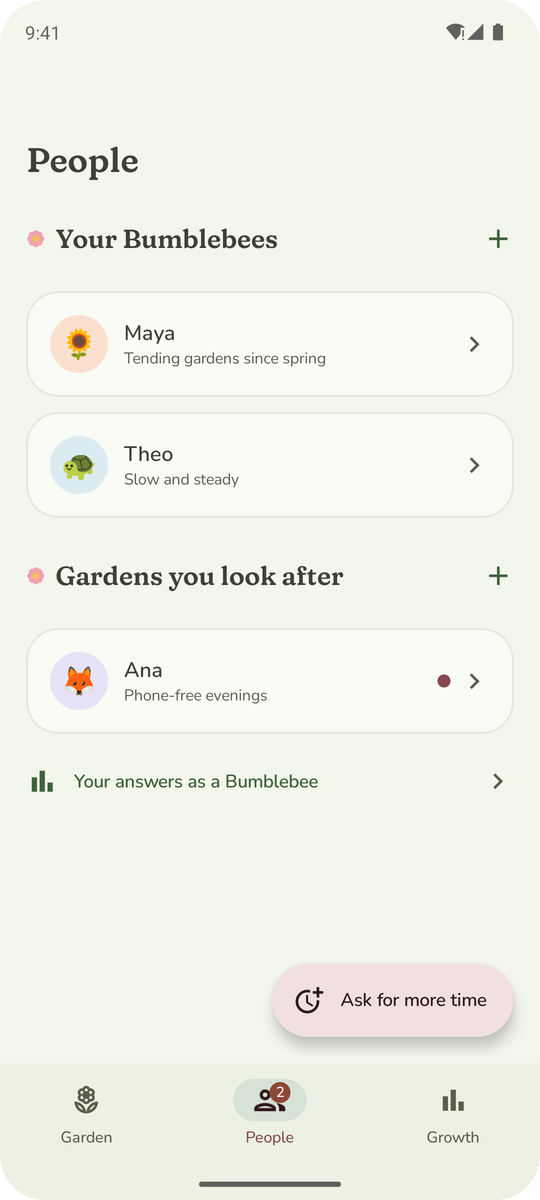 9:41
People
Your Bumblebees
Maya
Tending gardens since spring
Theo
Slow and steady
Gardens you look after
Ana
Phone-free evenings
Your answers as a Bumblebee
Ask for more time
2
Garden
People
Growth